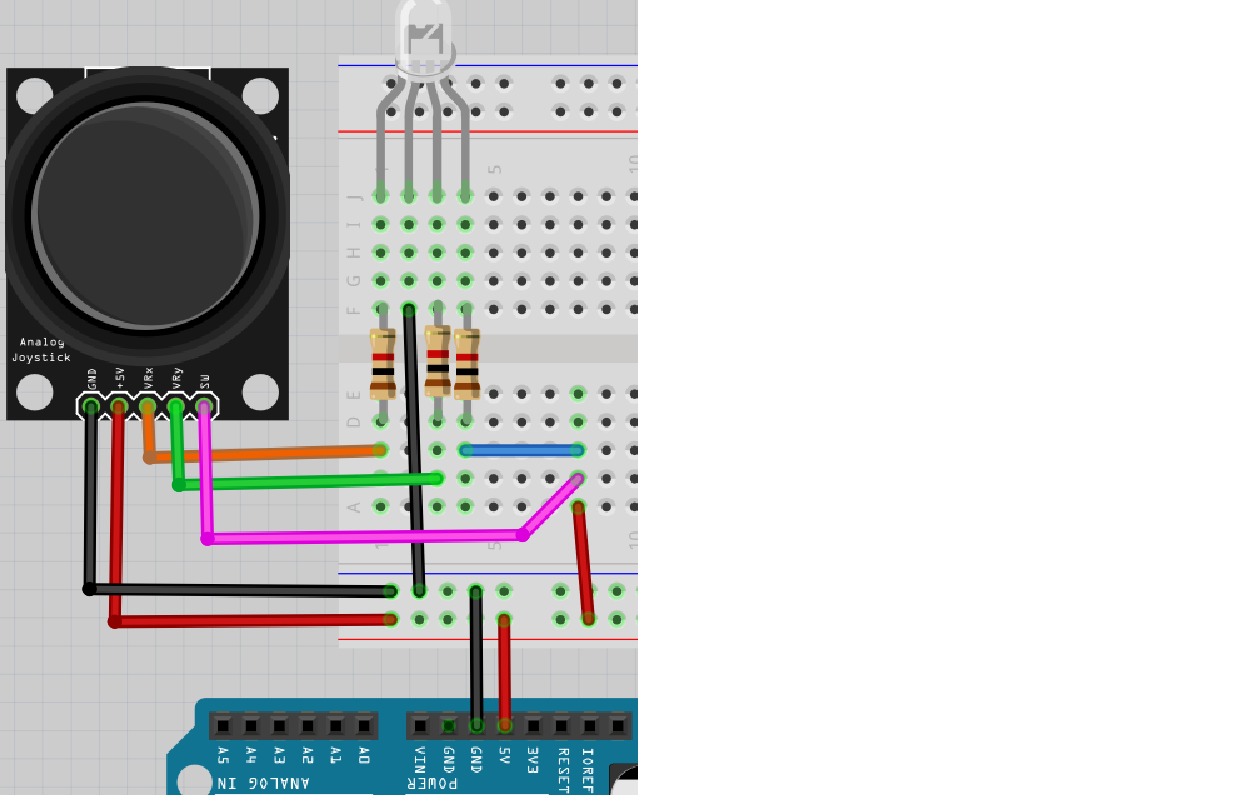 1
5
10
J
I
H
G
F
Analog
Joystick
GND
+5V
VRx
VRy
SW
E
D
A
1
5
10
A5
A4
A3
A2
A1
A0
VIN
GND
GND
5V
3V3
RESET
IOREF
ANALOG IN
POWER